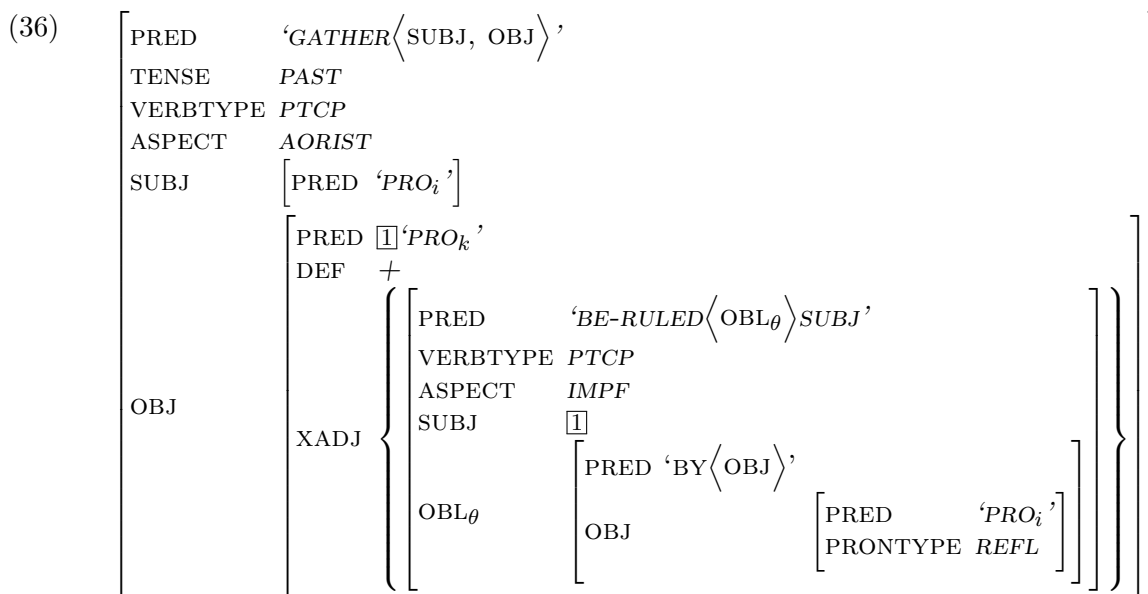 (36)
PRED ‘GATHER⟨SUBJ, OBJ⟩’
TENSE PAST
VERBTYPE PTCP
ASPECT AORIST
SUBJ [PRED ‘PROᵢ’]
PRED [1]‘PROₖ’
DEF +
PRED ‘BE-RULED⟨OBL_θ⟩SUBJ’
VERBTYPE PTCP
ASPECT IMPF
SUBJ [1]
OBJ
XADJ
PRED ‘BY⟨OBJ⟩’
OBL_θ
OBJ
PRED ‘PROᵢ’
PRONTYPE REFL